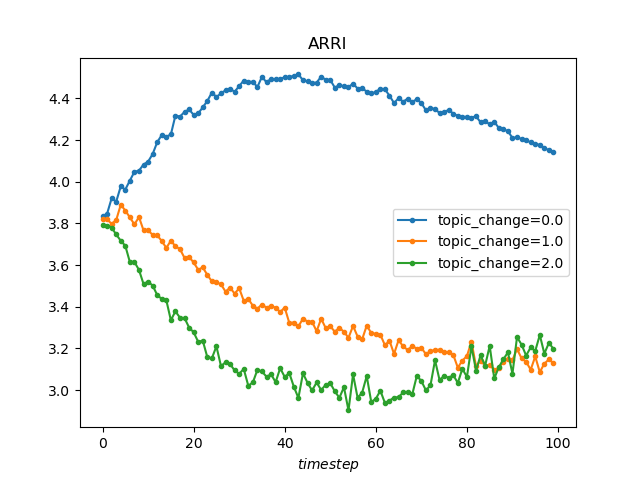 ARRI
4.4
4.2
4.0
3.8
3.6
3.4
3.2
3.0
topic_change=0.0
topic_change=1.0
topic_change=2.0
0 20 40 60 80 100
timestep